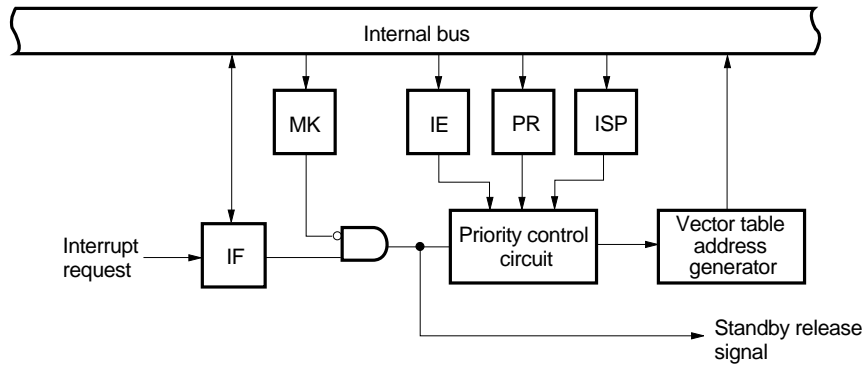 Internal bus
MK
IE
PR
ISP
Interrupt
request
IF
Priority control
circuit
Vector table
address
generator
Standby release
signal